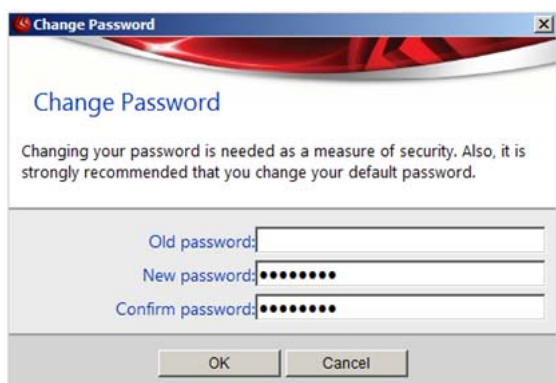 Change Password
Change Password
Changing your password is needed as a measure of security. Also, it is
strongly recommended that you change your default password.
Old password:
New password: ●●●●●●●●
Confirm password: ●●●●●●●●
OK Cancel